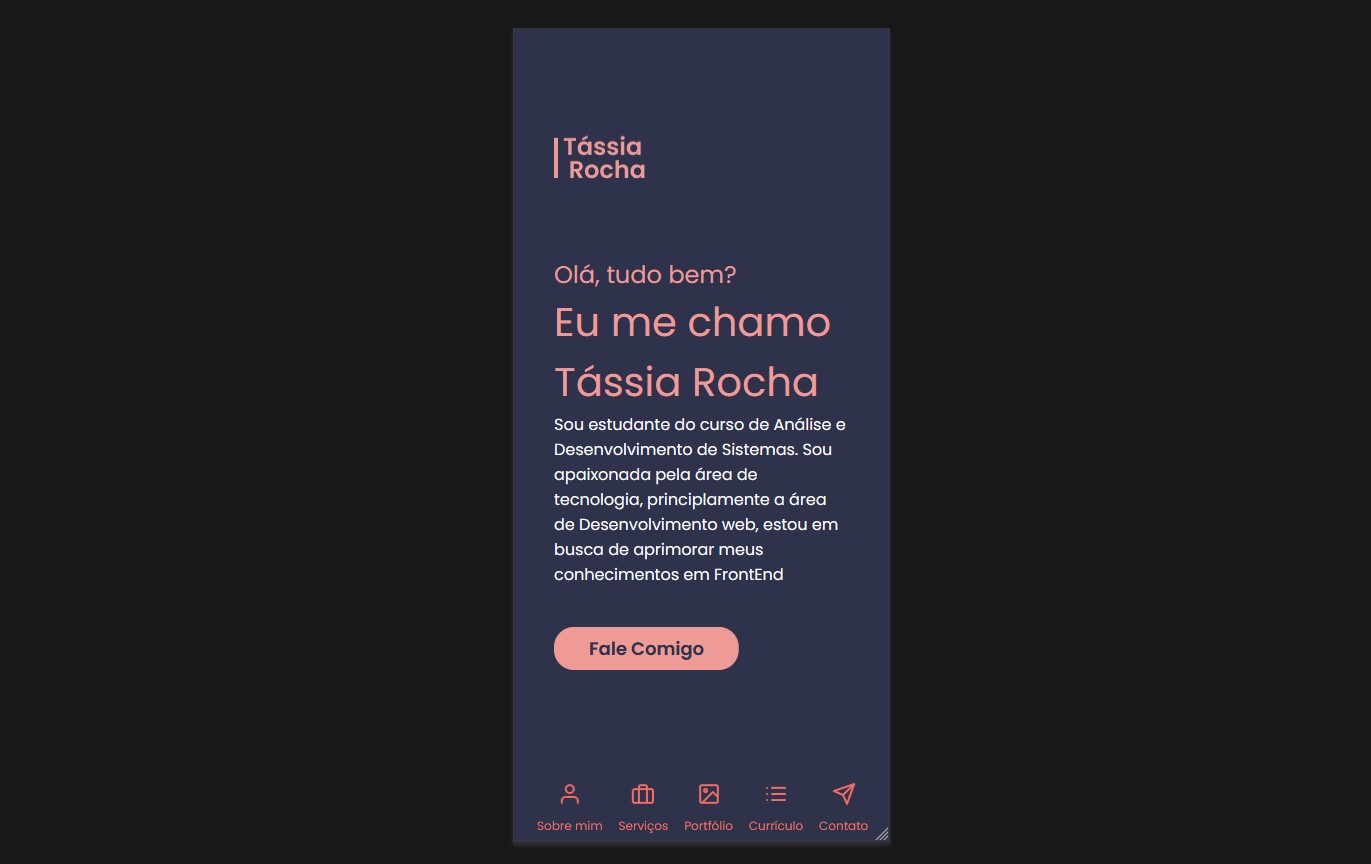 Tássia
Rocha
Olá, tudo bem?
Eu me chamo
Tássia Rocha
Sou estudante do curso de Análise e
Desenvolvimento de Sistemas. Sou
apaixonada pela área de
tecnologia, principlamente a área
de Desenvolvimento web, estou em
busca de aprimorar meus
conhecimentos em FrontEnd
Fale Comigo
Sobre mim Serviços Portfólio Currículo Contato